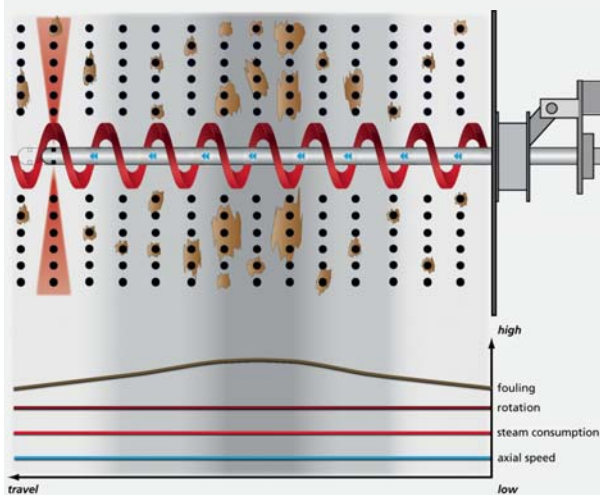 high
fouling
rotation
steam consumption
axial speed
travel
low